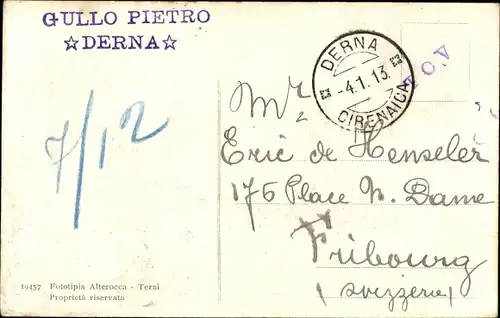 GULLO PIETRO
☆DERNA☆
DERNA
-4.1.13.
CIRENAICA
7/12
Mr
Eric de Henseler
175 Place N. Dame
Fribourg
(Svizzera)
19457 Fototipia Alterocca - Terni
Proprietà riservata